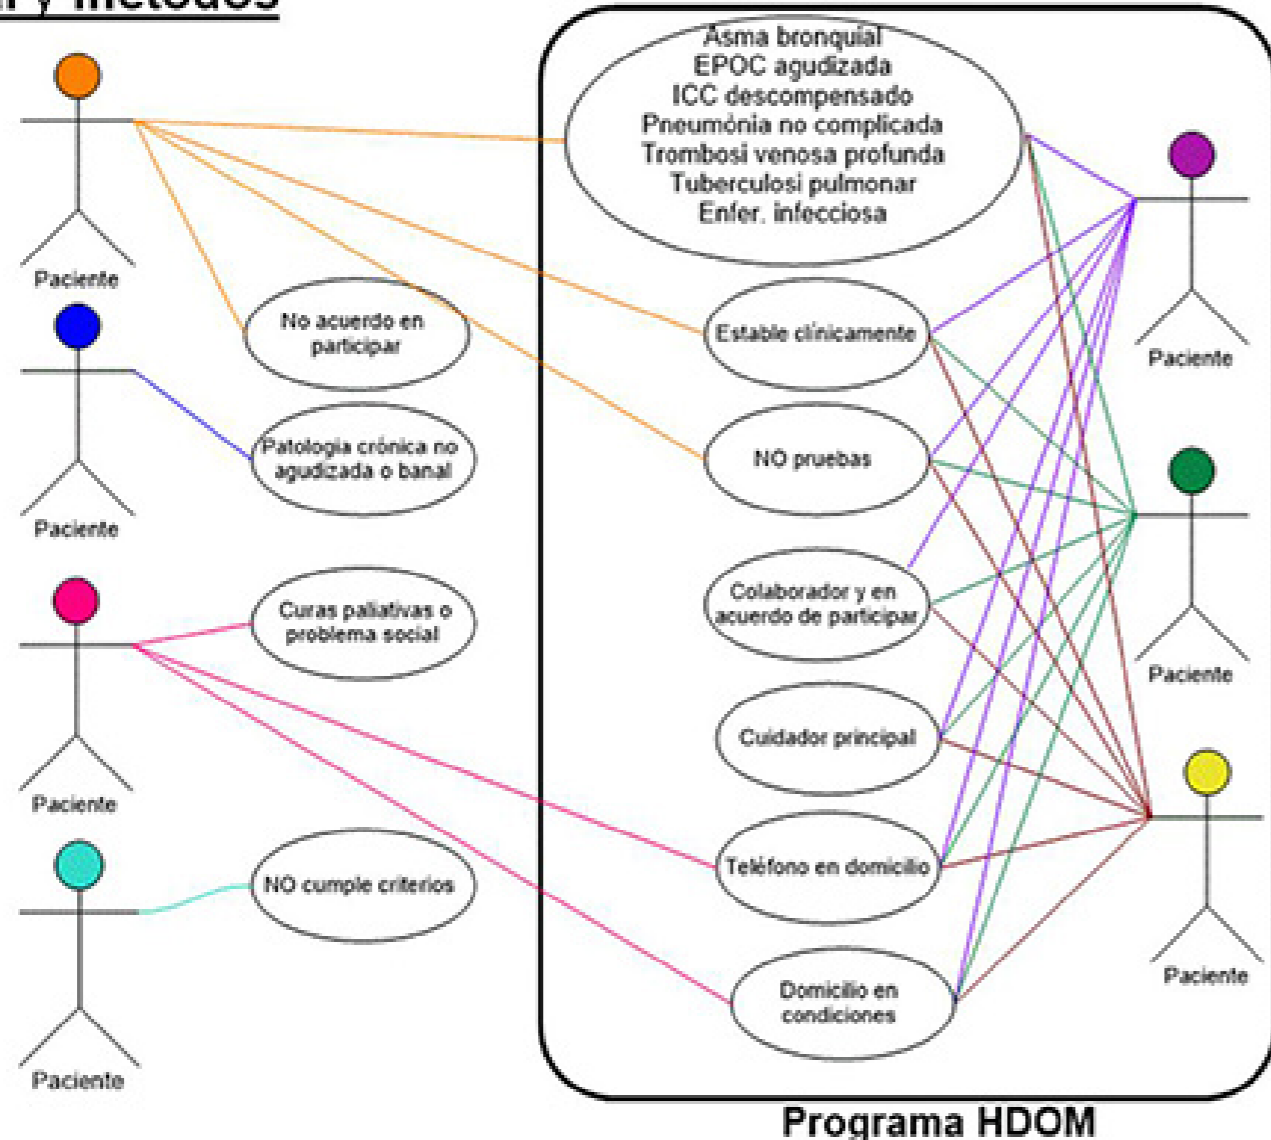 y métodos
Asma bronquial
EPOC agudizada
ICC descompensado
Pneumónia no complicada
Trombosi venosa profunda
Tuberculosi pulmonar
Enfer. infecciosa
Paciente
No acuerdo en
participar
Estable clínicamente
Paciente
Patologia crónica no
agudizada o banal
NO pruebas
Paciente
Curas paliativas o
problema social
Colaborador y en
acuerdo de participar
Paciente
Cuidador principal
Paciente
NO cumple criterios
Teléfono en domicilio
Paciente
Domicilio en
condiciones
Paciente
Programa HDOM